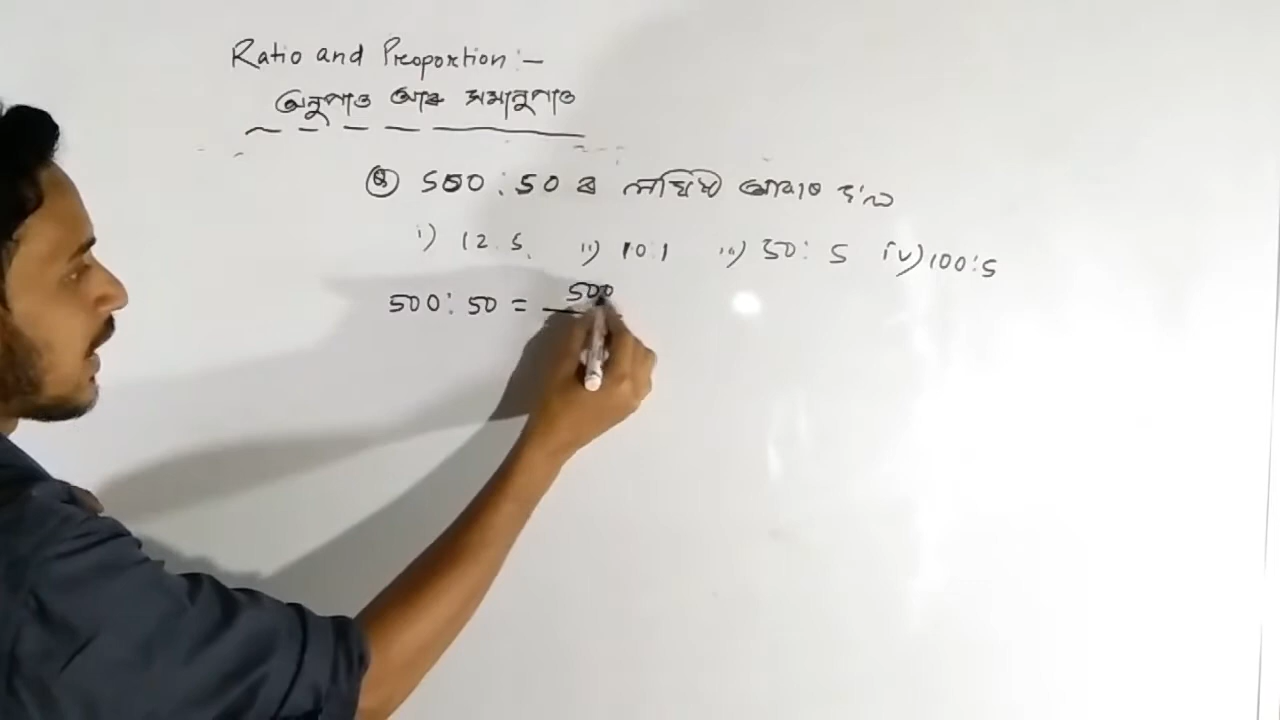 Ratio and Proportion :-
অনুপাত আৰু সমানুপাত
Q 500 : 50 ৰ লঘিষ্ঠ আকাৰ হ'ল
i) 12 : 5 ii) 10 : 1 iii) 50 : 5 iv) 100 : 5
500 : 50 = 500